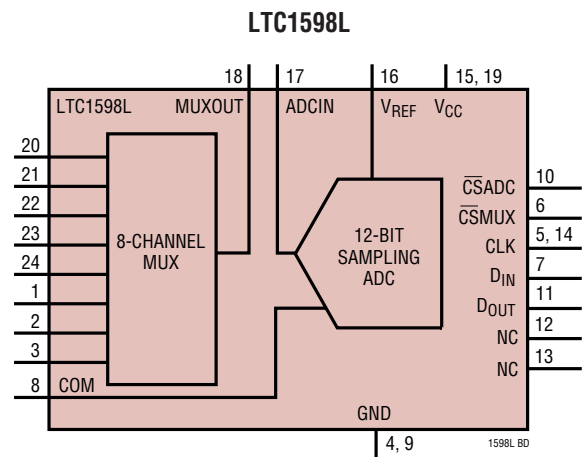 LTC1598L
18 17 16 15, 19
LTC1598L MUXOUT ADCIN VREF VCC
20
21
22
23
24
1
2
3
8 COM
8-CHANNEL
MUX
12-BIT
SAMPLING
ADC
C̅S̅ADC 10
C̅S̅MUX 6
CLK 5, 14
DIN 7
DOUT 11
NC 12
NC 13
GND
4, 9
1598L BD